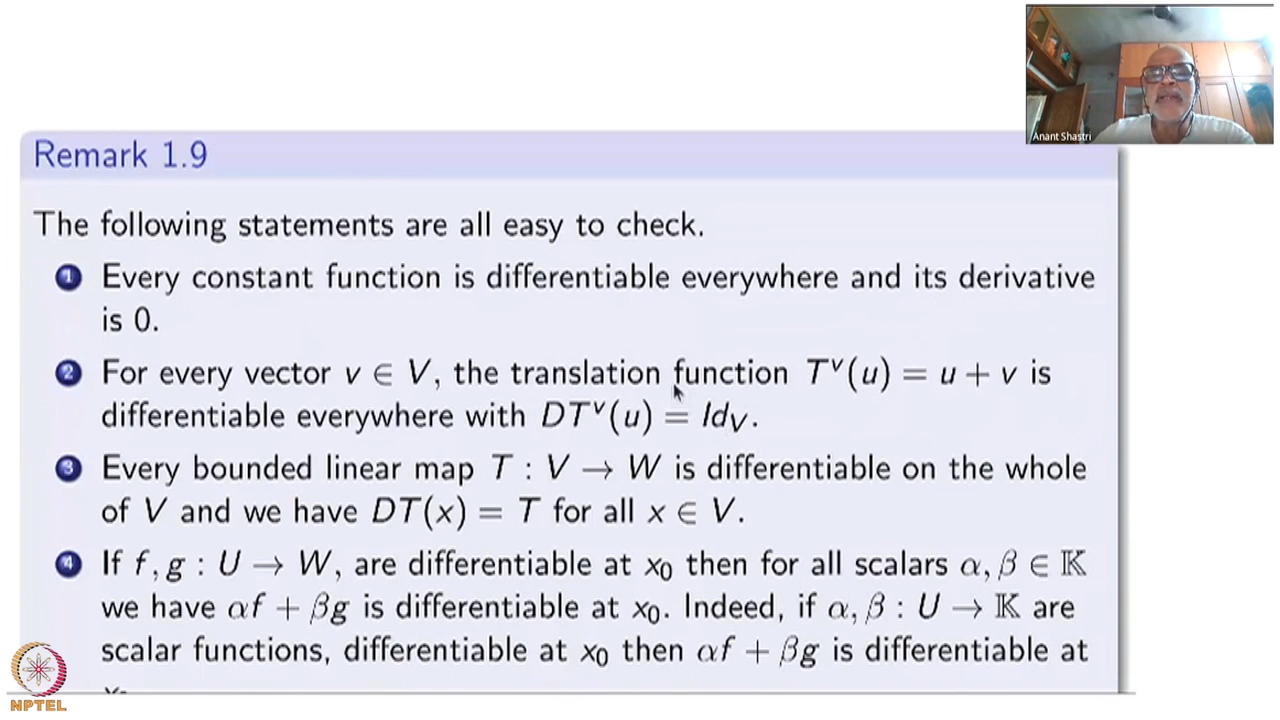 Anant Shastri
Remark 1.9
The following statements are all easy to check.
1 Every constant function is differentiable everywhere and its derivative
is 0.
2 For every vector v ∈ V, the translation function Tᵛ(u) = u + v is
differentiable everywhere with DTᵛ(u) = Id_V.
3 Every bounded linear map T : V → W is differentiable on the whole
of V and we have DT(x) = T for all x ∈ V.
4 If f, g : U → W, are differentiable at x₀ then for all scalars α, β ∈ 𝕂
we have αf + βg is differentiable at x₀. Indeed, if α, β : U → 𝕂 are
scalar functions, differentiable at x₀ then αf + βg is differentiable at
NPTEL